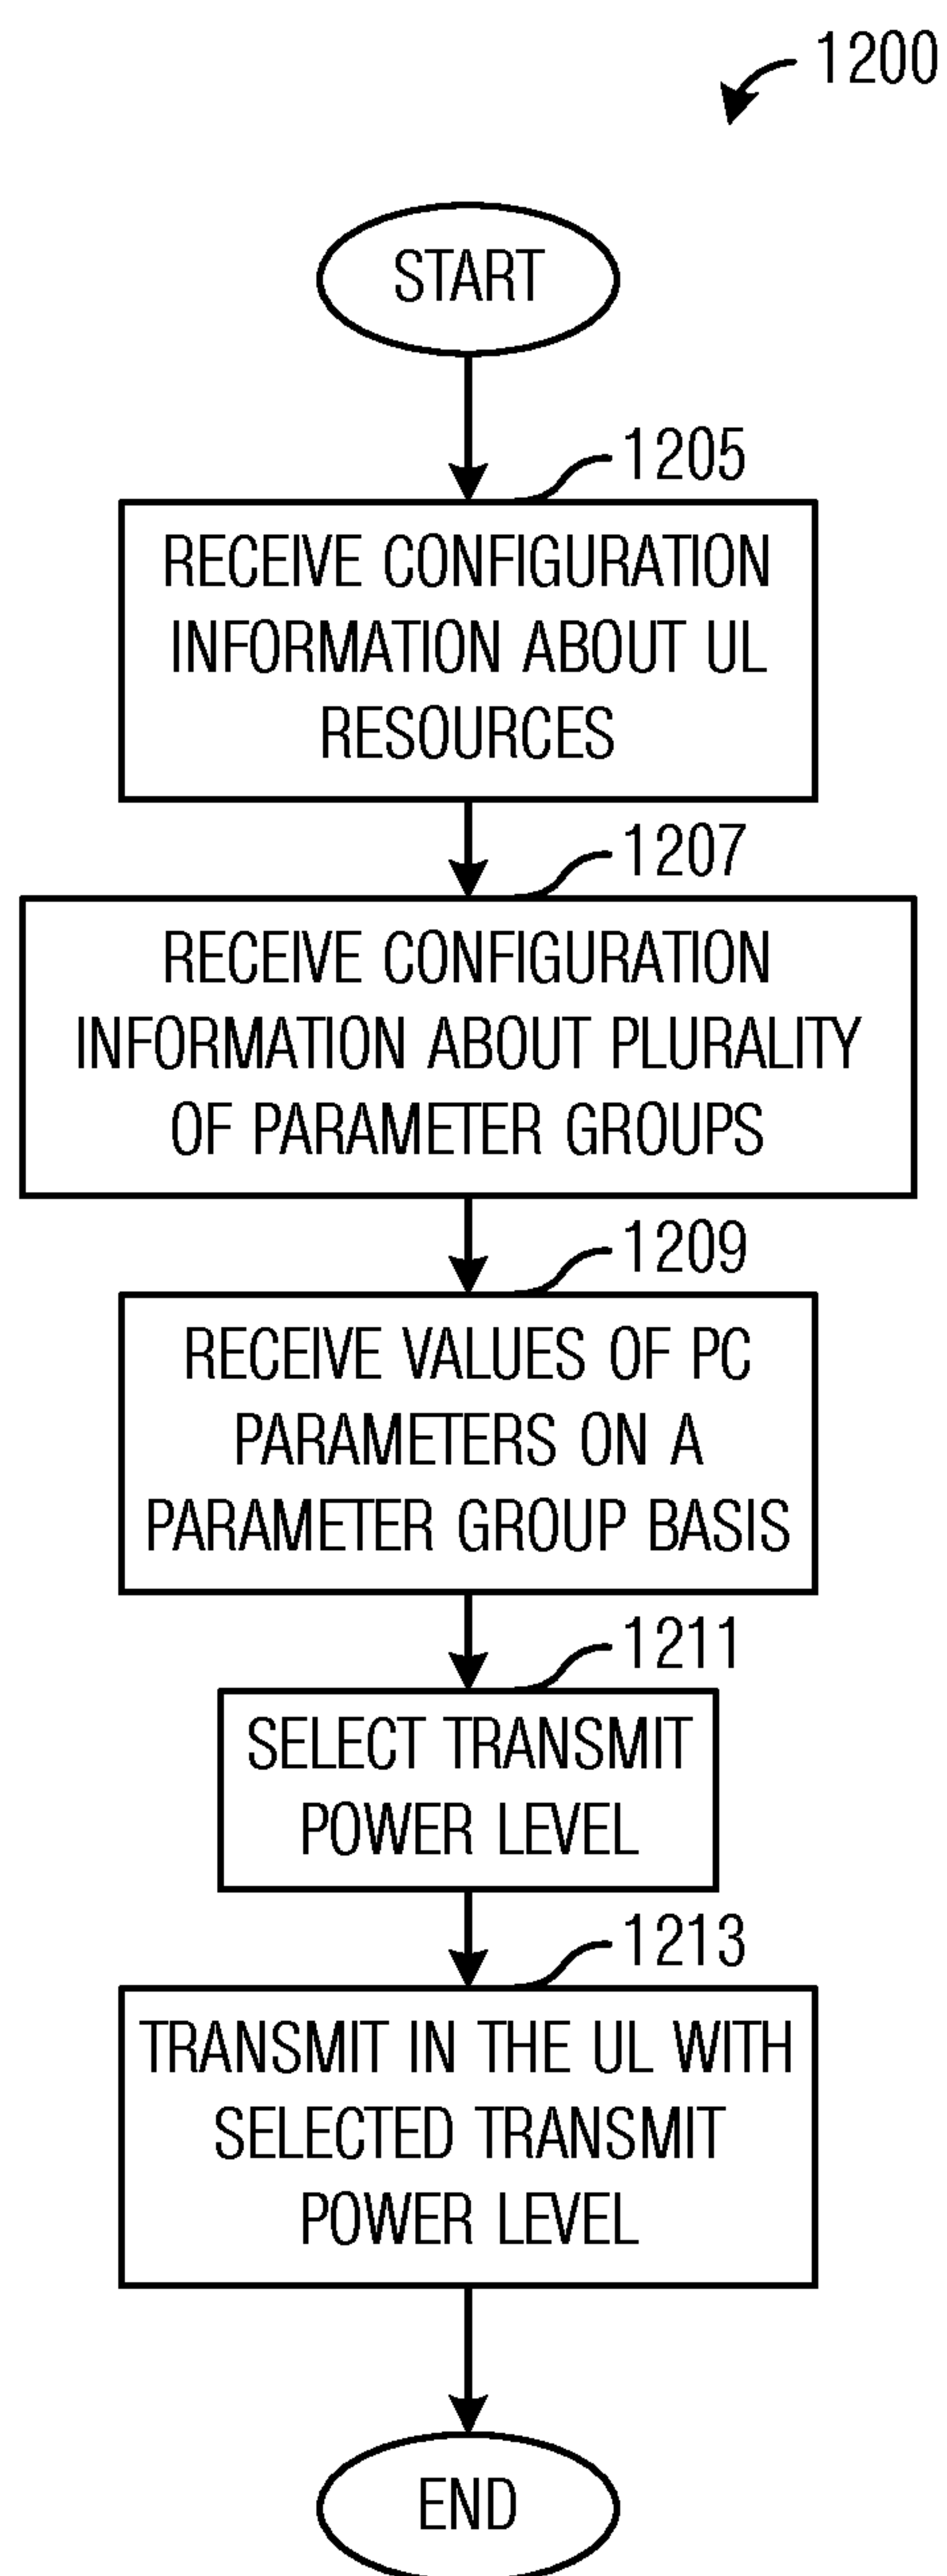 1200
START
1205
RECEIVE CONFIGURATION
INFORMATION ABOUT UL
RESOURCES
1207
RECEIVE CONFIGURATION
INFORMATION ABOUT PLURALITY
OF PARAMETER GROUPS
1209
RECEIVE VALUES OF PC
PARAMETERS ON A
PARAMETER GROUP BASIS
1211
SELECT TRANSMIT
POWER LEVEL
1213
TRANSMIT IN THE UL WITH
SELECTED TRANSMIT
POWER LEVEL
END